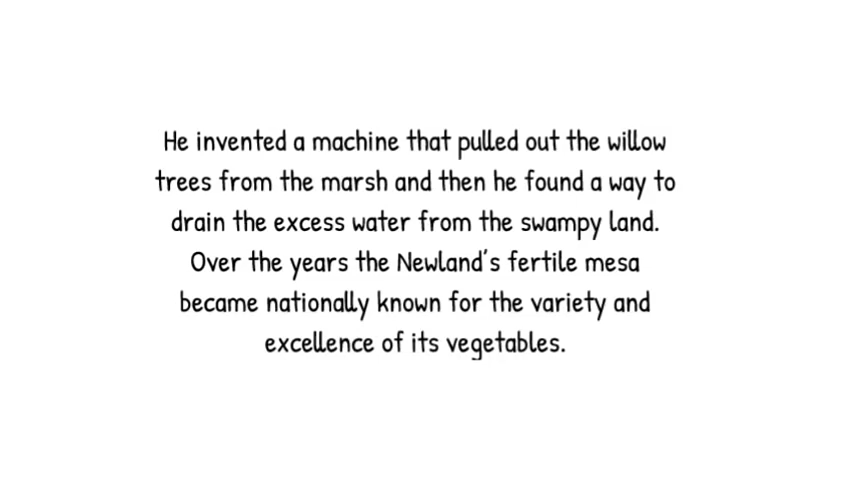 He invented a machine that pulled out the willow
trees from the marsh and then he found a way to
drain the excess water from the swampy land.
Over the years the Newland's fertile mesa
became nationally known for the variety and
excellence of its vegetables.